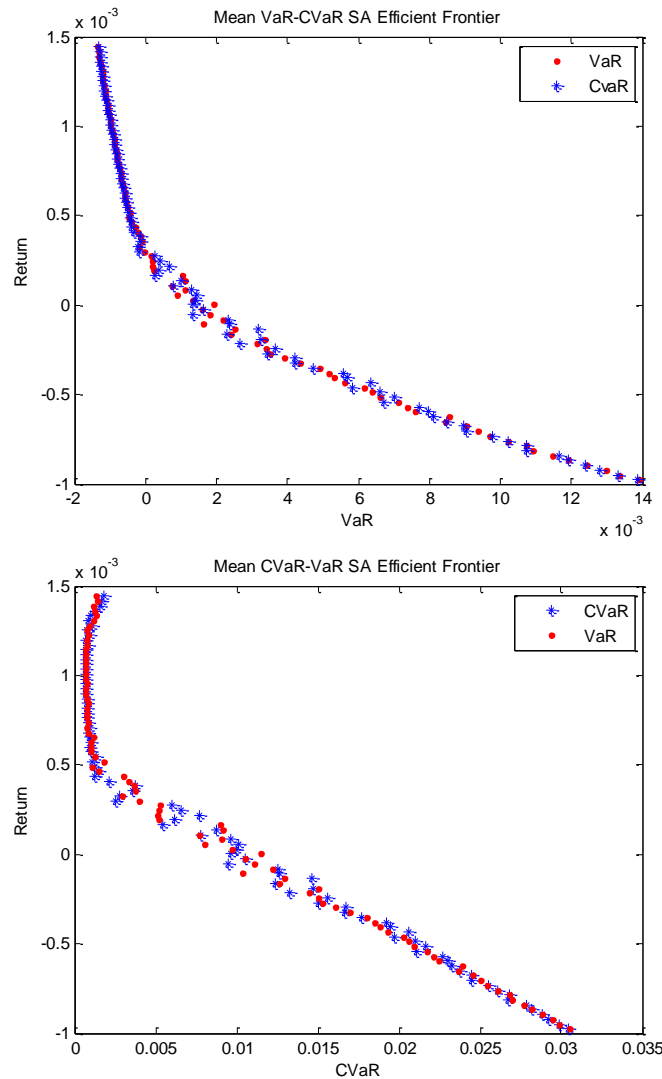 Mean VaR-CVaR SA Efficient Frontier
x 10^-3
1.5
1
0.5
0
-0.5
-1
Return
VaR
CvaR
-2 0 2 4 6 8 10 12 14
VaR
x 10^-3
Mean CVaR-VaR SA Efficient Frontier
x 10^-3
1.5
1
0.5
0
-0.5
-1
Return
CVaR
VaR
0 0.005 0.01 0.015 0.02 0.025 0.03 0.035
CVaR